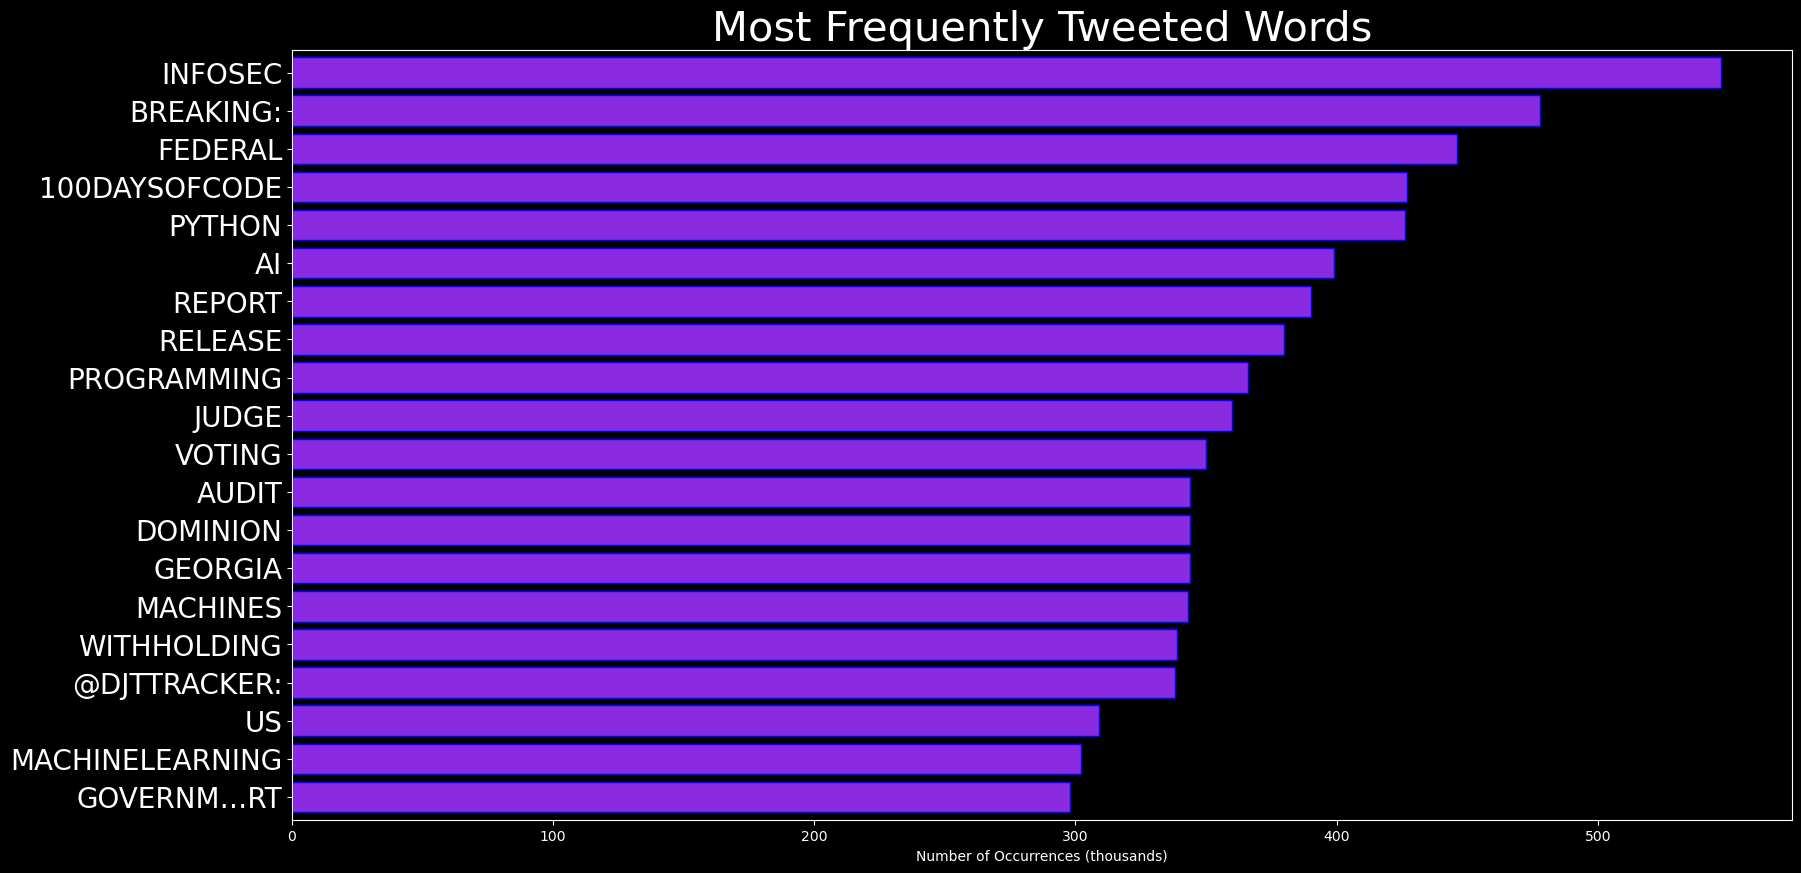 Most Frequently Tweeted Words
INFOSEC
BREAKING:
FEDERAL
100DAYSOFCODE
PYTHON
AI
REPORT
RELEASE
PROGRAMMING
JUDGE
VOTING
AUDIT
DOMINION
GEORGIA
MACHINES
WITHHOLDING
@DJTTRACKER:
US
MACHINELEARNING
GOVERNM…RT
0 100 200 300 400 500
Number of Occurrences (thousands)